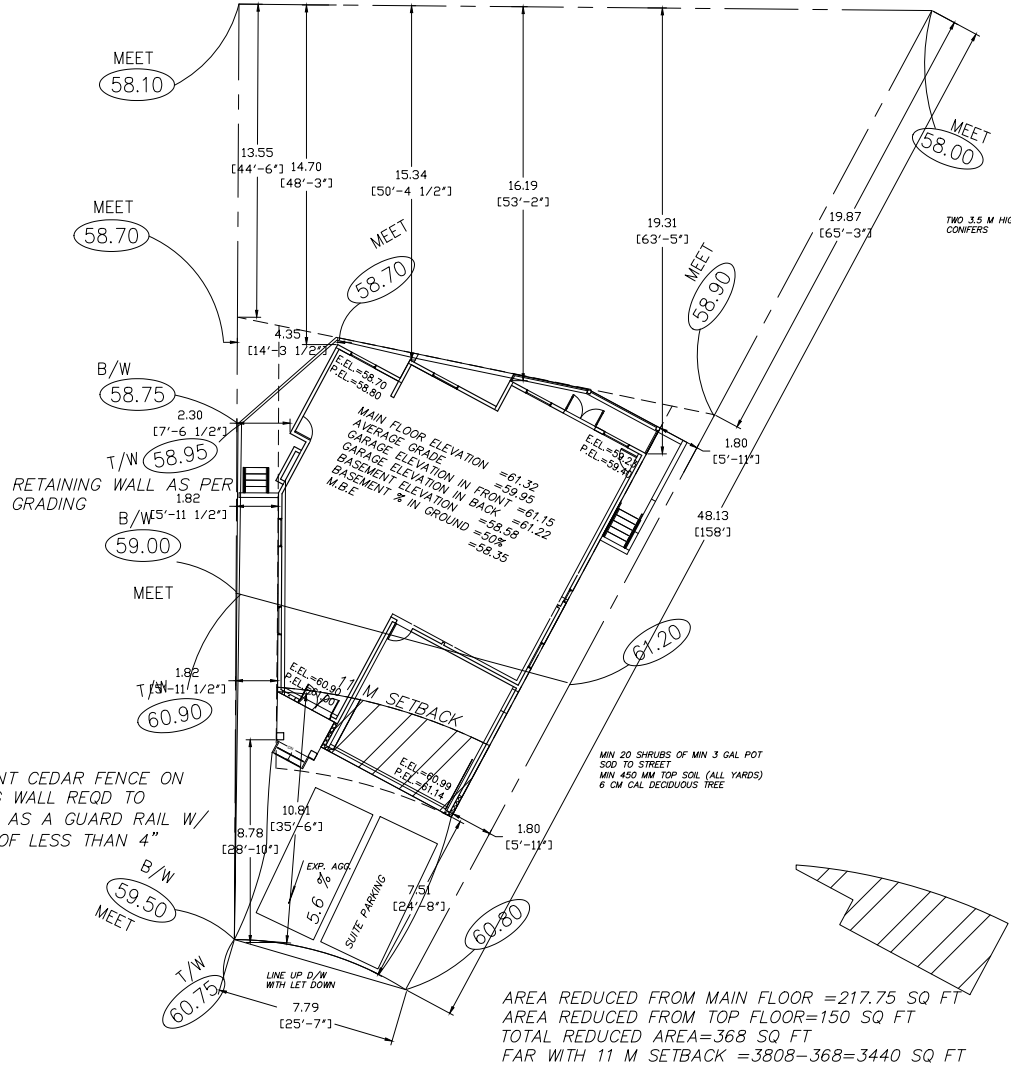 MEET
58.10
13.55
[44'-6"]
14.70
[48'-3"]
15.34
[50'-4 1/2"]
16.19
[53'-2"]
19.31
[63'-5"]
19.87
[65'-3"]
MEET
58.00
TWO 3.5 M HIG
CONIFERS
MEET
58.70
MEET
58.70
MEET
58.90
4.35
[14'-3 1/2"]
B/W
58.75
2.30
[7'-6 1/2"]
T/W 58.95
RETAINING WALL AS PER
GRADING
1.82
[5'-11 1/2"]
B/W
59.00
MEET
E.EL.=58.70
P.EL.=58.80
MAIN FLOOR ELEVATION =61.32
AVERAGE GRADE =59.95
GARAGE ELEVATION IN FRONT =61.15
GARAGE ELEVATION IN BACK =61.22
BASEMENT ELEVATION =58.58
BASEMENT % IN GROUND =50%
M.B.E =58.35
1.80
[5'-11"]
48.13
[158']
61.20
1.82
[5'-11 1/2"]
T/W
60.90
E.EL.=60.90
11 M SETBACK
E.EL.=60.99
P.EL.=61.14
MIN 20 SHRUBS OF MIN 3 GAL POT
SOD TO STREET
MIN 450 MM TOP SOIL (ALL YARDS)
6 CM CAL DECIDUOUS TREE
NT CEDAR FENCE ON
S WALL REQD TO
AS A GUARD RAIL W/
OF LESS THAN 4"
8.78
[28'-10"]
10.81
[35'-6"]
EXP. AGG.
5.6 %
SUITE PARKING
7.51
[24'-8"]
1.80
[5'-11"]
B/W
59.50
MEET
60.80
T/W
60.75
LINE UP D/W
WITH LET DOWN
7.79
[25'-7"]
AREA REDUCED FROM MAIN FLOOR =217.75 SQ FT
AREA REDUCED FROM TOP FLOOR=150 SQ FT
TOTAL REDUCED AREA=368 SQ FT
FAR WITH 11 M SETBACK =3808-368=3440 SQ FT